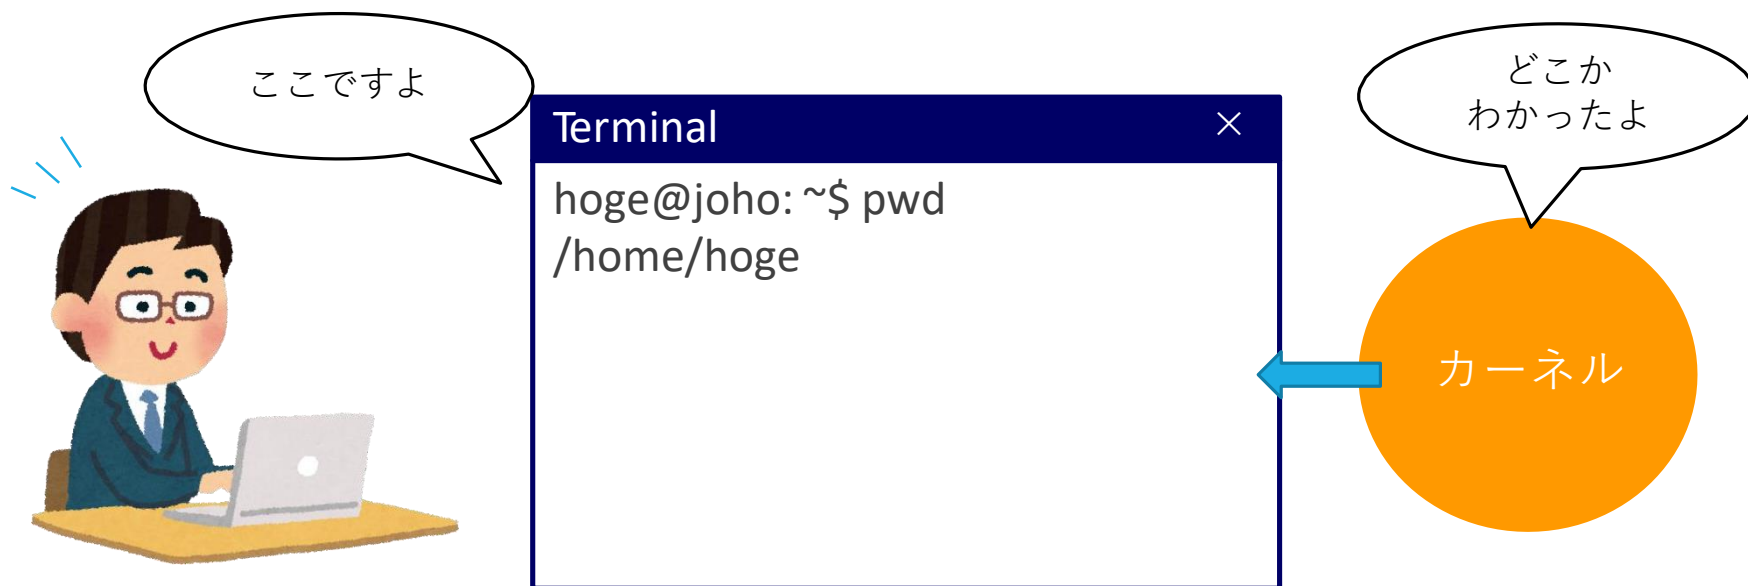 ここですよ
どこか
わかったよ
Terminal ×
hoge@joho: ~$ pwd
/home/hoge
カーネル